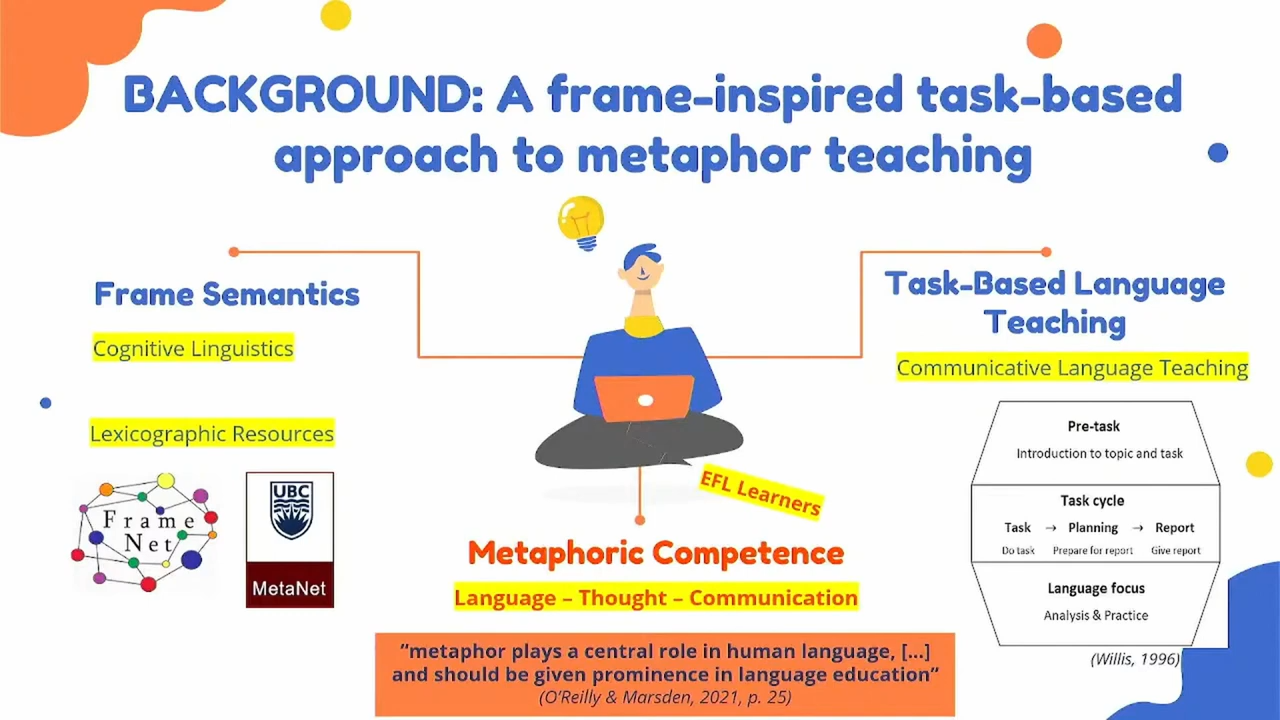 BACKGROUND: A frame-inspired task-based
approach to metaphor teaching
Frame Semantics
Cognitive Linguistics
Lexicographic Resources
Frame
Net
UBC
MetaNet
EFL Learners
Metaphoric Competence
Language – Thought – Communication
"metaphor plays a central role in human language, [...]
and should be given prominence in language education"
(O'Reilly & Marsden, 2021, p. 25)
Task-Based Language
Teaching
Communicative Language Teaching
Pre-task
Introduction to topic and task
Task cycle
Task → Planning → Report
Do task Prepare for report Give report
Language focus
Analysis & Practice
(Willis, 1996)